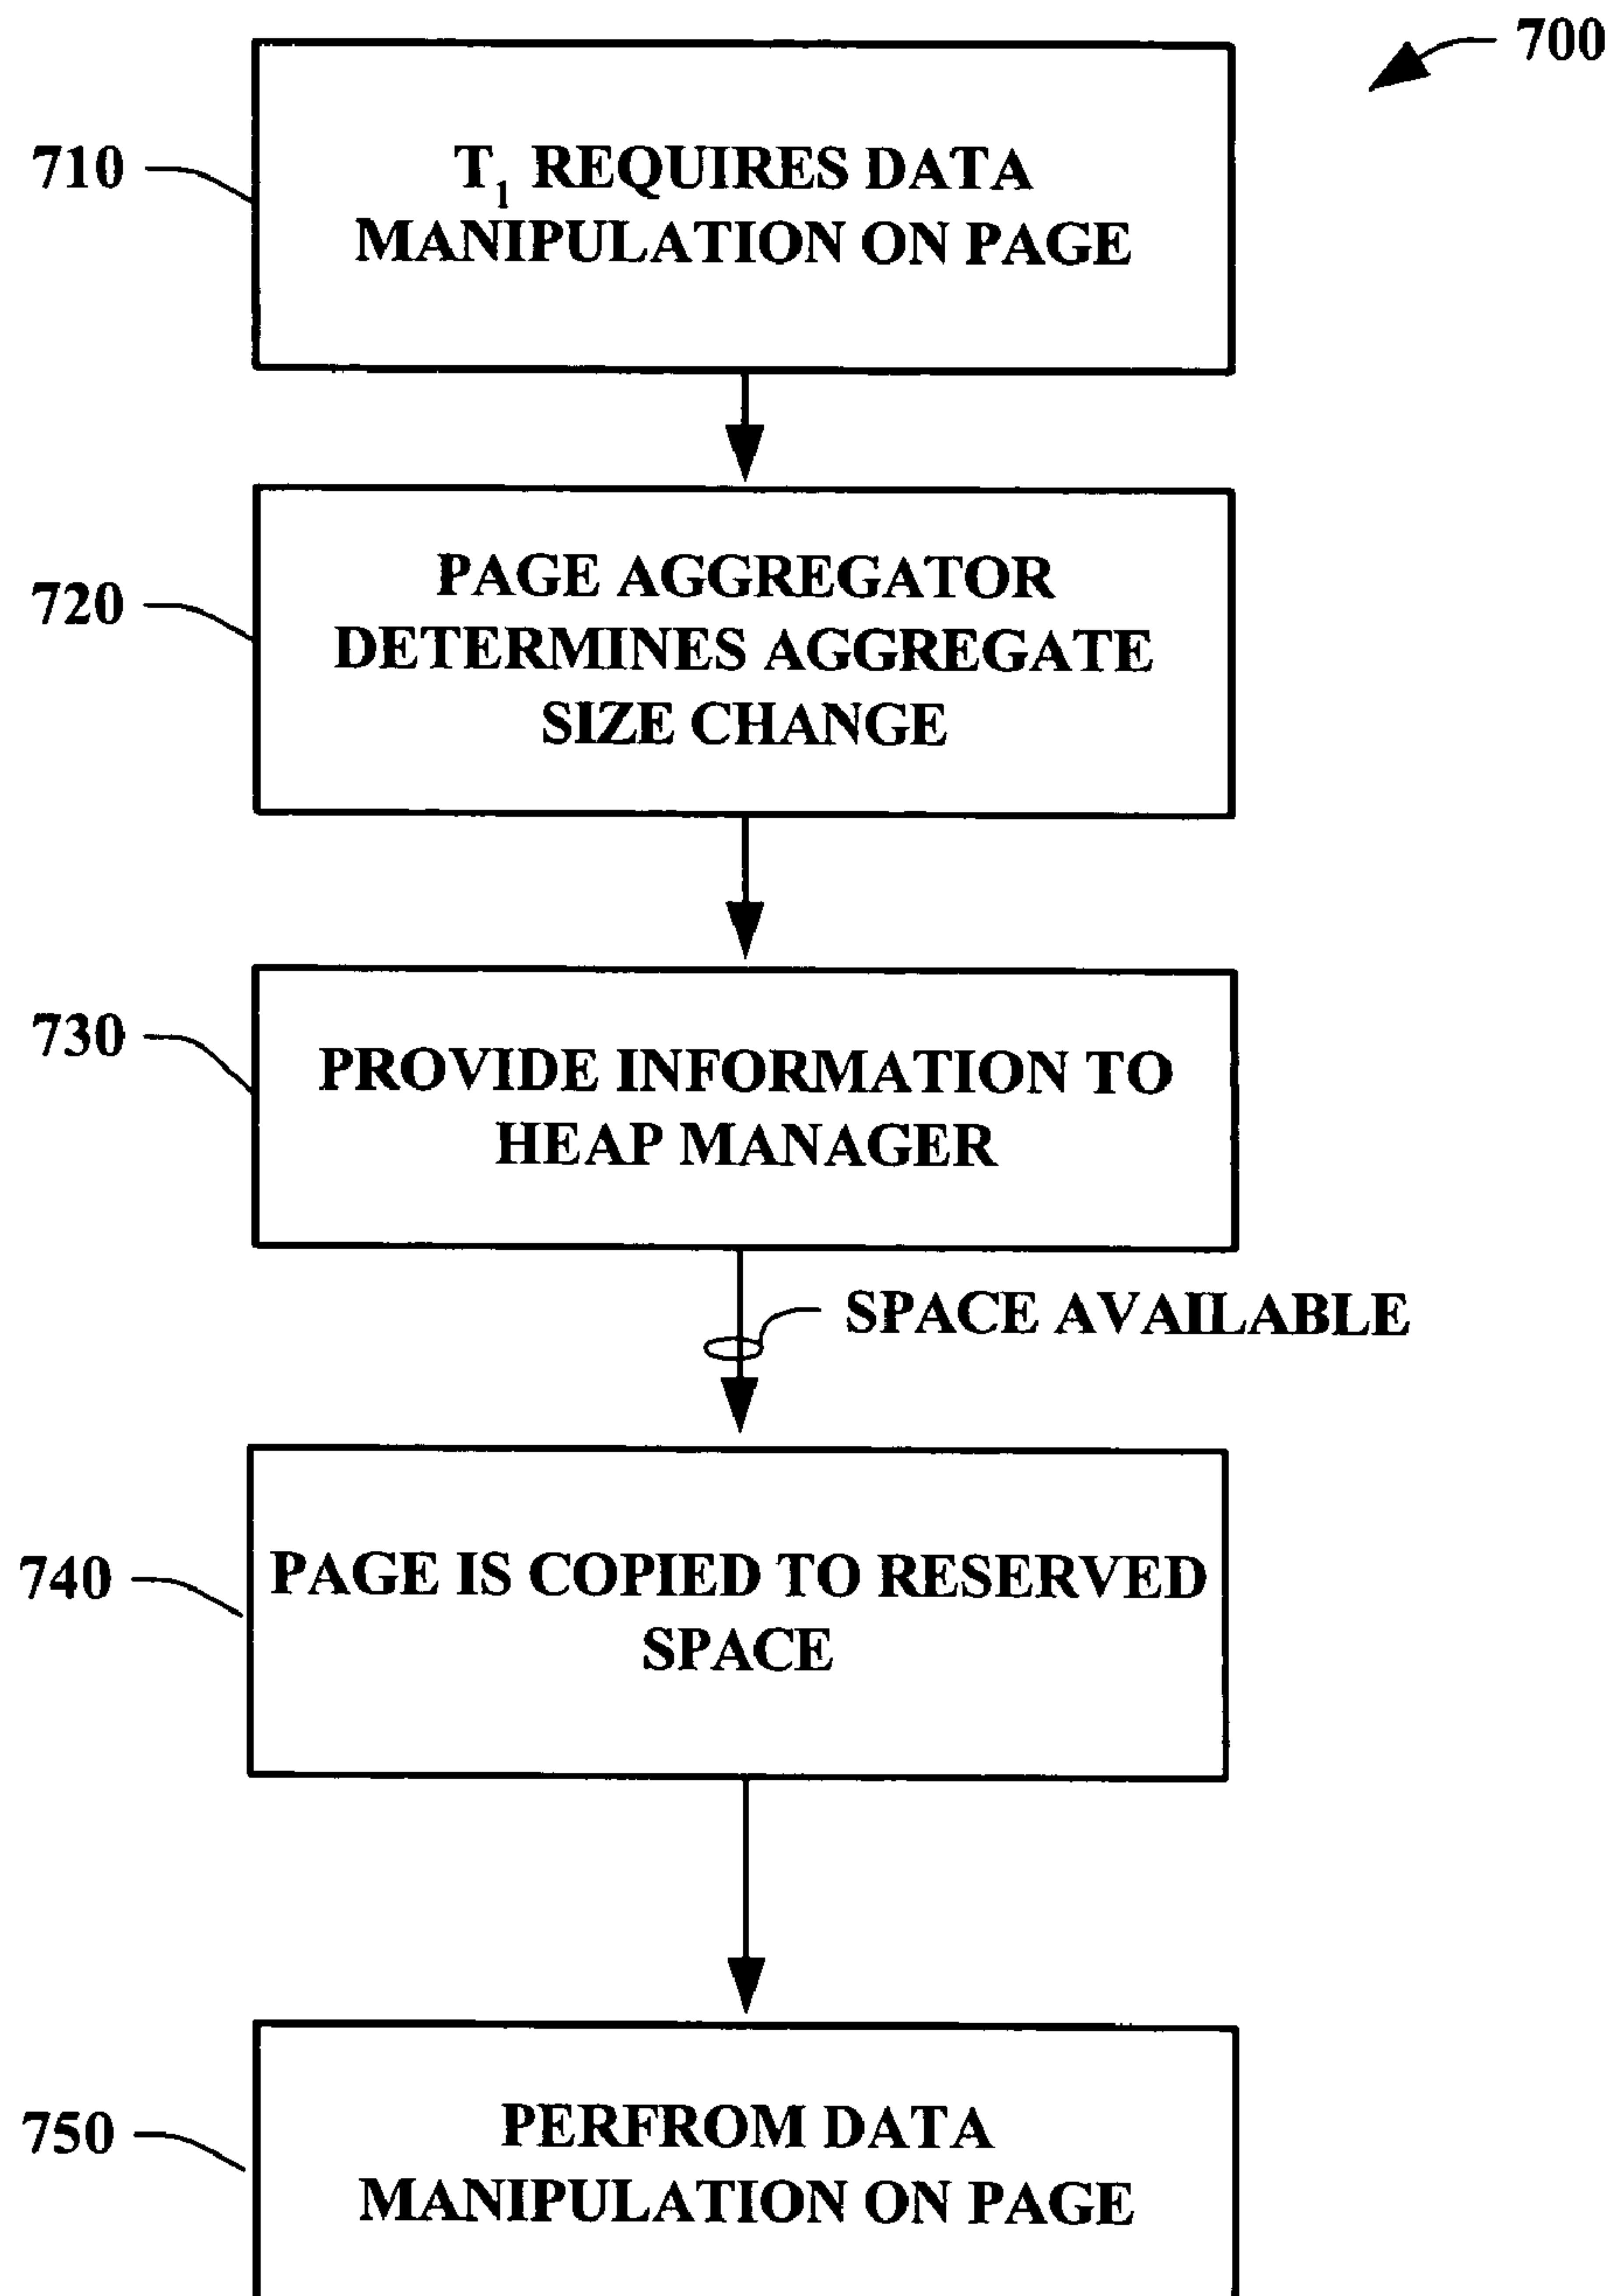 700
710
T1 REQUIRES DATA
MANIPULATION ON PAGE
720
PAGE AGGREGATOR
DETERMINES AGGREGATE
SIZE CHANGE
730
PROVIDE INFORMATION TO
HEAP MANAGER
SPACE AVAILABLE
740
PAGE IS COPIED TO RESERVED
SPACE
750
PERFROM DATA
MANIPULATION ON PAGE